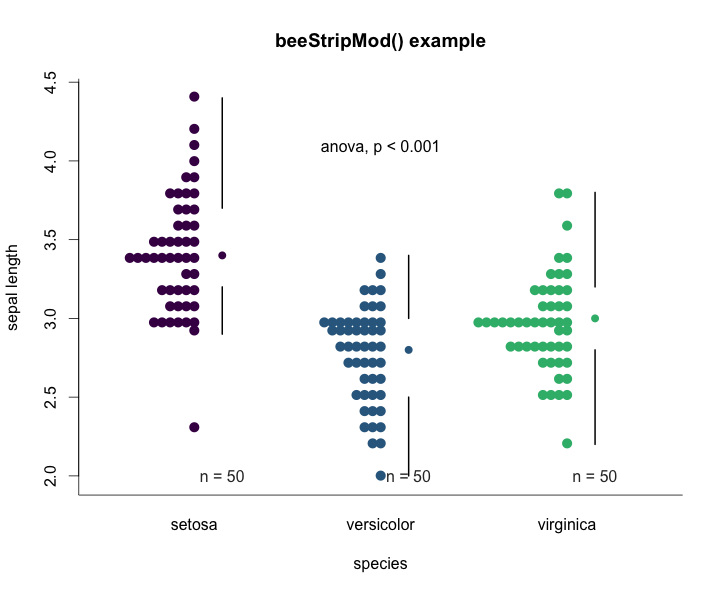 beeStripMod() example
anova, p < 0.001
sepal length
4.5
4.0
3.5
3.0
2.5
2.0
n = 50
n = 50
n = 50
setosa
versicolor
virginica
species